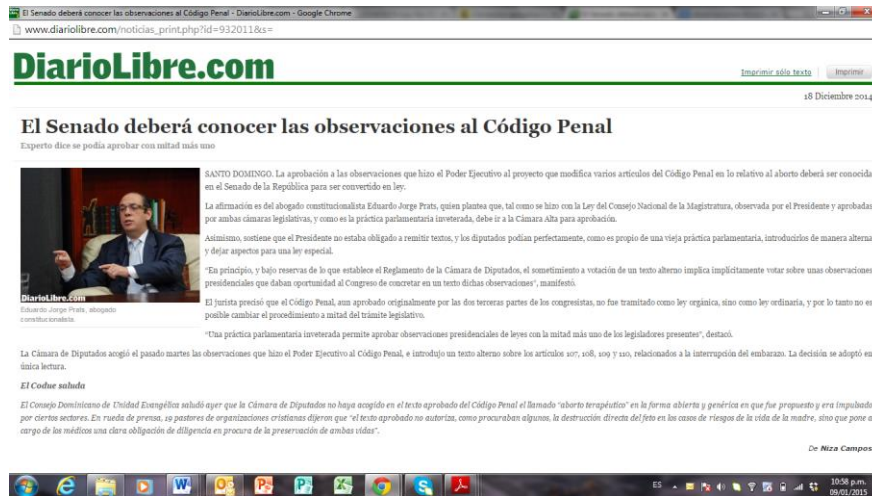 El Senado deberá conocer las observaciones al Código Penal - DiarioLibre.com - Google Chrome
www.diariolibre.com/noticias_print.php?id=932011&s=
DiarioLibre.com
Imprimir sólo texto
Imprimir
18 Diciembre 2014
El Senado deberá conocer las observaciones al Código Penal
Experto dice se podía aprobar con mitad más uno
SANTO DOMINGO. La aprobación a las observaciones que hizo el Poder Ejecutivo al proyecto que modifica varios artículos del Código Penal en lo relativo al aborto deberá ser conocida
en el Senado de la República para ser convertido en ley.
La afirmación es del abogado constitucionalista Eduardo Jorge Prats, quien plantea que, tal como se hizo con la Ley del Consejo Nacional de la Magistratura, observada por el Presidente y aprobadas
por ambas cámaras legislativas, y como es la práctica parlamentaria inveterada, debe ir a la Cámara Alta para aprobación.
Asimismo, sostiene que el Presidente no estaba obligado a remitir textos, y los diputados podían perfectamente, como es propio de una vieja práctica parlamentaria, introducirlos de manera alterna
y dejar aspectos para una ley especial.
"En principio, y bajo reservas de lo que establece el Reglamento de la Cámara de Diputados, el sometimiento a votación de un texto alterno implica implícitamente votar sobre unas observaciones
presidenciales que daban oportunidad al Congreso de concretar en un texto dichas observaciones", manifestó.
El jurista precisó que el Código Penal, aun aprobado originalmente por las dos terceras partes de los congresistas, no fue tramitado como ley orgánica, sino como ley ordinaria, y por lo tanto no es
posible cambiar el procedimiento a mitad del trámite legislativo.
"Una práctica parlamentaria inveterada permite aprobar observaciones presidenciales de leyes con la mitad más uno de los legisladores presentes", destacó.
DiarioLibre.com
Eduardo Jorge Prats, abogado
constitucionalista.
La Cámara de Diputados acogió el pasado martes las observaciones que hizo el Poder Ejecutivo al Código Penal, e introdujo un texto alterno sobre los artículos 107, 108, 109 y 110, relacionados a la interrupción del embarazo. La decisión se adoptó en
única lectura.
El Codue saluda
El Consejo Dominicano de Unidad Evangélica saludó ayer que la Cámara de Diputados no haya acogido en el texto aprobado del Código Penal el llamado "aborto terapéutico" en la forma abierta y genérica en que fue propuesto y era impulsado
por ciertos sectores. En rueda de prensa, 19 pastores de organizaciones cristianas dijeron que "el texto aprobado no autoriza, como procuraban algunos, la destrucción directa del feto en los casos de riesgos de la vida de la madre, sino que pone a
cargo de los médicos una clara obligación de diligencia en procura de la preservación de ambas vidas".
De Niza Campos
ES
10:58 p.m.
09/01/2015